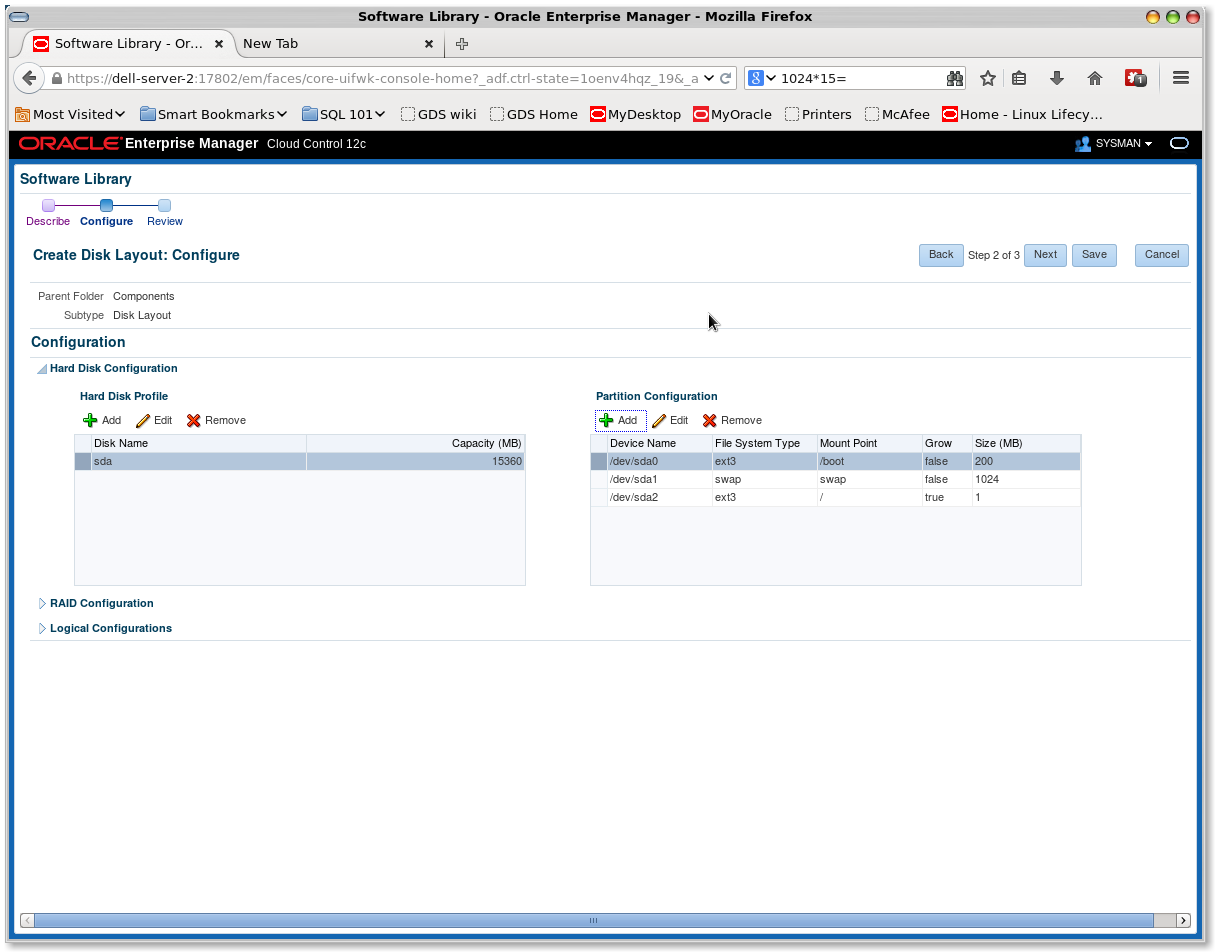 Software Library - Oracle Enterprise Manager - Mozilla Firefox
Software Library - Or... New Tab
https://dell-server-2:17802/em/faces/core-uifwk-console-home?_adf.ctrl-state=1oenv4hqz_19&_a 8 1024*15= 1
Most Visited Smart Bookmarks SQL 101 GDS wiki GDS Home MyDesktop MyOracle Printers McAfee Home - Linux Lifecy...
ORACLE Enterprise Manager Cloud Control 12c SYSMAN
Software Library
Describe Configure Review
Create Disk Layout: Configure Back Step 2 of 3 Next Save Cancel
Parent Folder Components
Subtype Disk Layout
Configuration
Hard Disk Configuration
Hard Disk Profile Partition Configuration
Add Edit Remove Add Edit Remove
Disk Name Capacity (MB) Device Name File System Type Mount Point Grow Size (MB)
sda 15360 /dev/sda0 ext3 /boot false 200
/dev/sda1 swap swap false 1024
/dev/sda2 ext3 / true 1
RAID Configuration
Logical Configurations